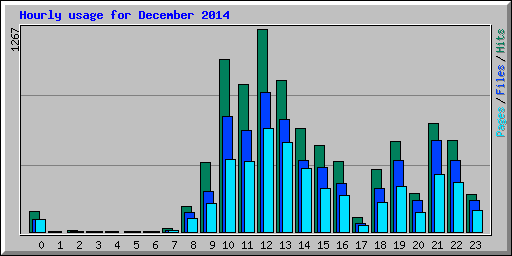 Hourly usage for December 2014
1267
Pages/Files/Hits
0 1 2 3 4 5 6 7 8 9 10 11 12 13 14 15 16 17 18 19 20 21 22 23